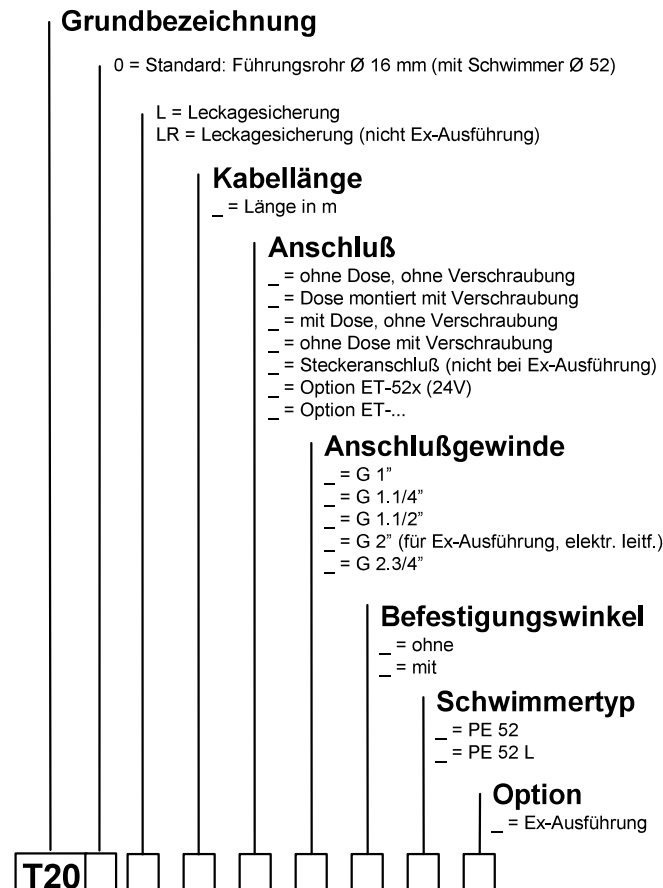 Grundbezeichnung
0 = Standard: Führungsrohr Ø 16 mm (mit Schwimmer Ø 52)
L = Leckagesicherung
LR = Leckagesicherung (nicht Ex-Ausführung)
Kabellänge
_ = Länge in m
Anschluß
_ = ohne Dose, ohne Verschraubung
_ = Dose montiert mit Verschraubung
_ = mit Dose, ohne Verschraubung
_ = ohne Dose mit Verschraubung
_ = Steckeranschluß (nicht bei Ex-Ausführung)
_ = Option ET-52x (24V)
_ = Option ET-...
Anschlußgewinde
_ = G 1”
_ = G 1.1/4”
_ = G 1.1/2”
_ = G 2” (für Ex-Ausführung, elektr. leitf.)
_ = G 2.3/4”
Befestigungswinkel
_ = ohne
_ = mit
Schwimmertyp
_ = PE 52
_ = PE 52 L
Option
_ = Ex-Ausführung
T20